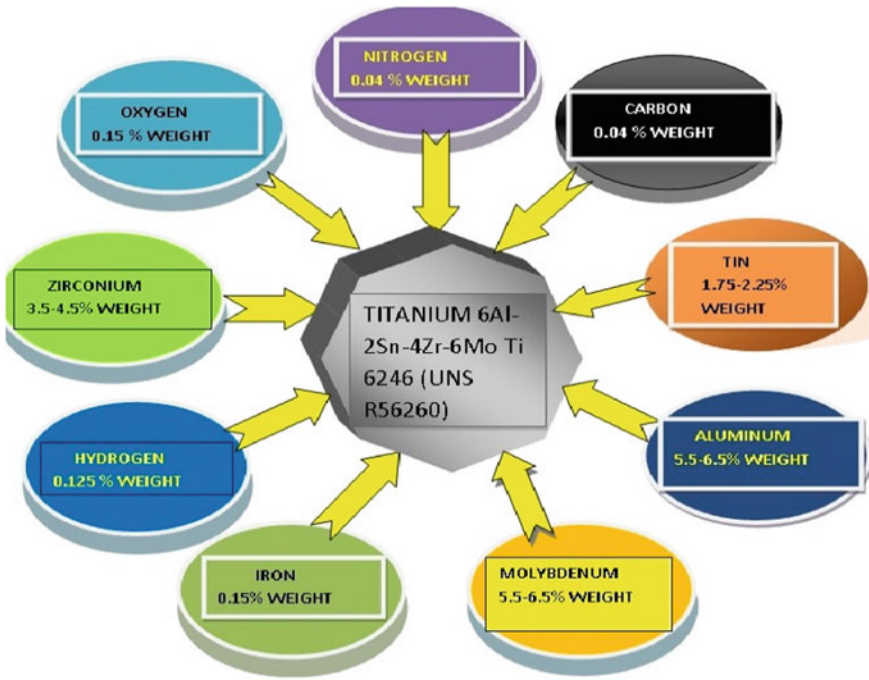 NITROGEN
0.04 % WEIGHT
OXYGEN
0.15 % WEIGHT
CARBON
0.04 % WEIGHT
ZIRCONIUM
3.5-4.5% WEIGHT
TIN
1.75-2.25%
WEIGHT
TITANIUM 6Al-
2Sn-4Zr-6Mo Ti
6246 (UNS
R56260)
HYDROGEN
0.125 % WEIGHT
ALUMINUM
5.5-6.5% WEIGHT
IRON
0.15% WEIGHT
MOLYBDENUM
5.5-6.5% WEIGHT